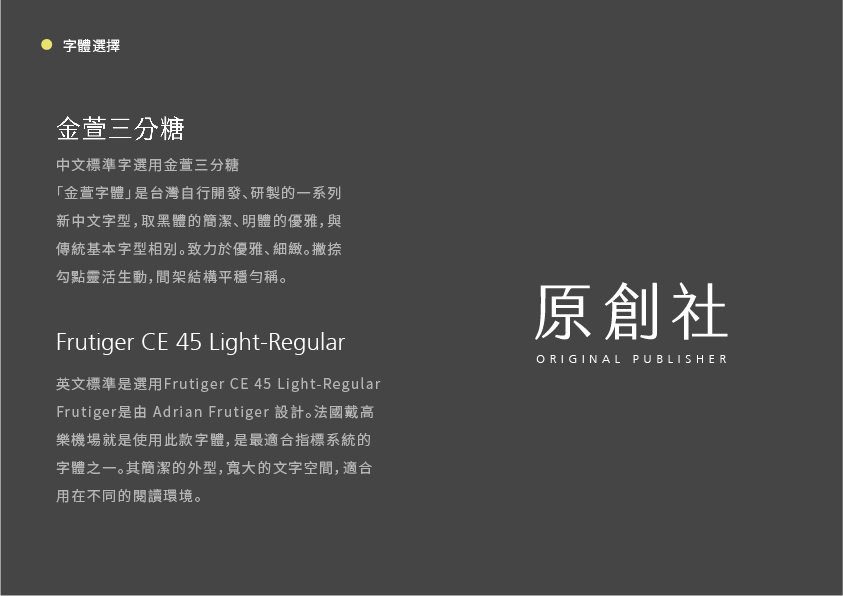 字體選擇
金萱三分糖
中文標準字選用金萱三分糖
「金萱字體」是台灣自行開發、研製的一系列
新中文字型，取黑體的簡潔、明體的優雅，與
傳統基本字型相別。致力於優雅、細緻。撇捺
勾點靈活生動，間架結構平穩勻稱。
Frutiger CE 45 Light-Regular
英文標準是選用Frutiger CE 45 Light-Regular
Frutiger是由 Adrian Frutiger 設計。法國戴高
樂機場就是使用此款字體，是最適合指標系統的
字體之一。其簡潔的外型，寬大的文字空間，適合
用在不同的閱讀環境。
原創社
ORIGINAL PUBLISHER